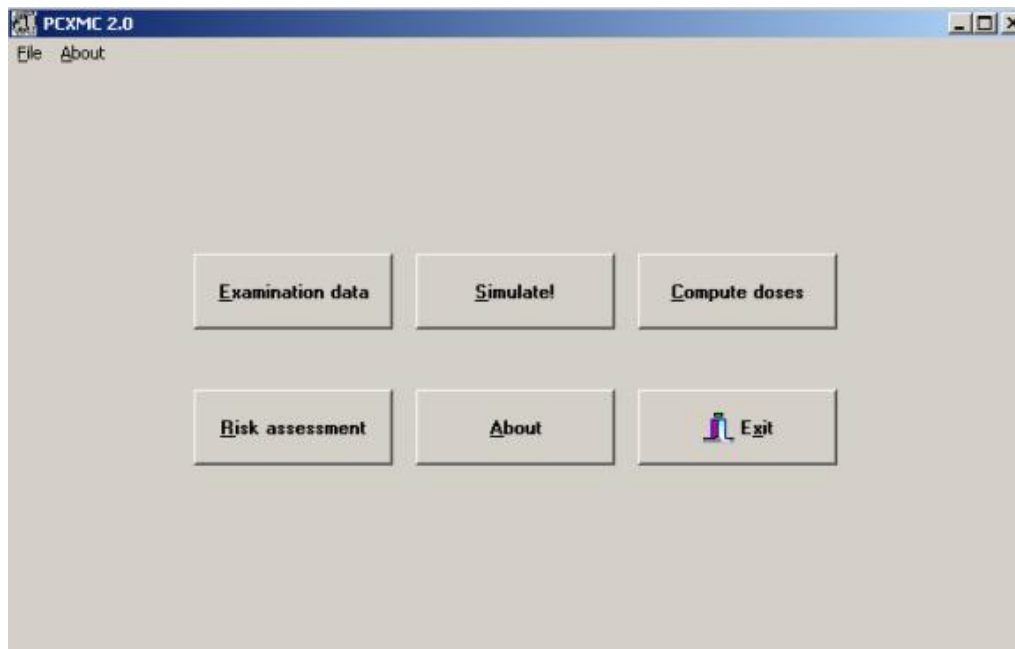 PCXMC 2.0
File About
Examination data Simulate! Compute doses
Risk assessment About Exit